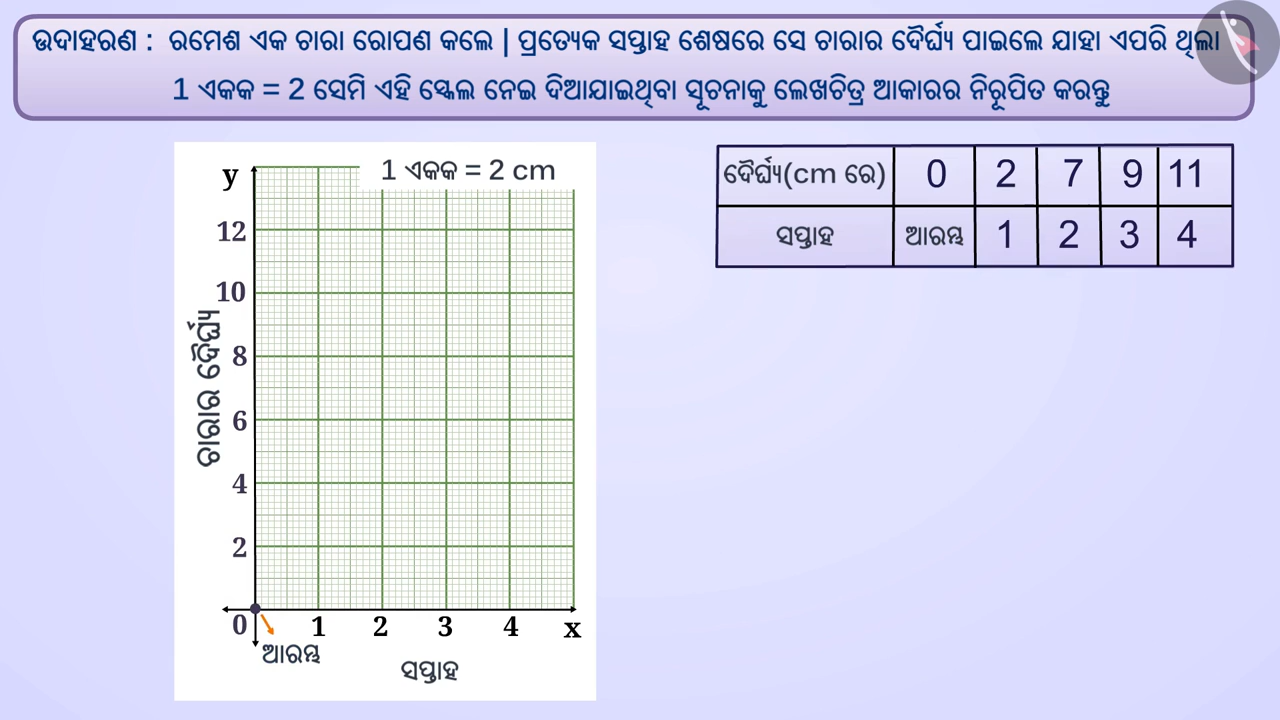 ଉଦାହରଣ : ରମେଶ ଏକ ଚାରା ରୋପଣ କଲେ | ପ୍ରତ୍ୟେକ ସପ୍ତାହ ଶେଷରେ ସେ ଚାରାର ଦୈର୍ଘ୍ୟ ପାଇଲେ ଯାହା ଏପରି ଥିଲା
1 ଏକକ = 2 ସେମି ଏହି ସ୍କେଲ ନେଇ ଦିଆଯାଇଥିବା ସୂଚନାକୁ ଲେଖଚିତ୍ର ଆକାରର ନିରୂପିତ କରନ୍ତୁ
1 ଏକକ = 2 cm
y
12
10
8
6
4
2
0
ଚାରାର ଦୈର୍ଘ୍ୟ
1 2 3 4 x
ଆରମ୍ଭ
ସପ୍ତାହ
ଦୈର୍ଘ୍ୟ(cm ରେ) 0 2 7 9 11
ସପ୍ତାହ ଆରମ୍ଭ 1 2 3 4